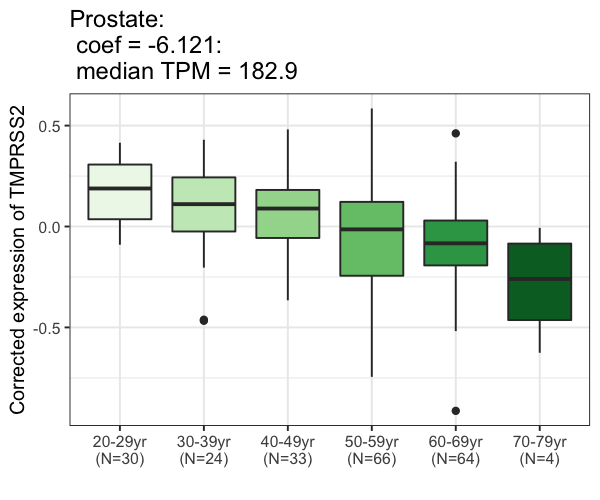 Prostate:
coef = -6.121:
median TPM = 182.9
Corrected expression of TMPRSS2
0.5
0.0
-0.5
20-29yr 30-39yr 40-49yr 50-59yr 60-69yr 70-79yr
(N=30) (N=24) (N=33) (N=66) (N=64) (N=4)